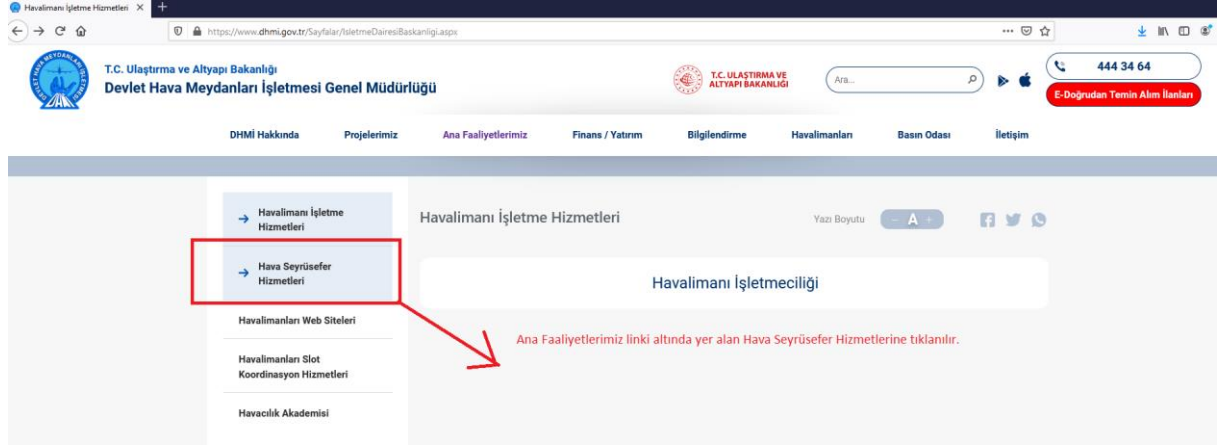 Havalimanı İşletme Hizmetleri
https://www.dhmi.gov.tr/Sayfalar/IsletmeDairesiBaskanligi.aspx
T.C. Ulaştırma ve Altyapı Bakanlığı
Devlet Hava Meydanları İşletmesi Genel Müdürlüğü
T.C. ULAŞTIRMA VE
ALTYAPI BAKANLIĞI
Ara...
444 34 64
E-Doğrudan Temin Alım İlanları
DHMİ Hakkında
Projelerimiz
Ana Faaliyetlerimiz
Finans / Yatırım
Bilgilendirme
Havalimanları
Basın Odası
İletişim
Havalimanı İşletme
Hizmetleri
Hava Seyrüsefer
Hizmetleri
Havalimanları Web Siteleri
Havalimanları Slot
Koordinasyon Hizmetleri
Havacılık Akademisi
Havalimanı İşletme Hizmetleri
Yazı Boyutu
- A +
Havalimanı İşletmeciliği
Ana Faaliyetlerimiz linki altında yer alan Hava Seyrüsefer Hizmetlerine tıklanılır.